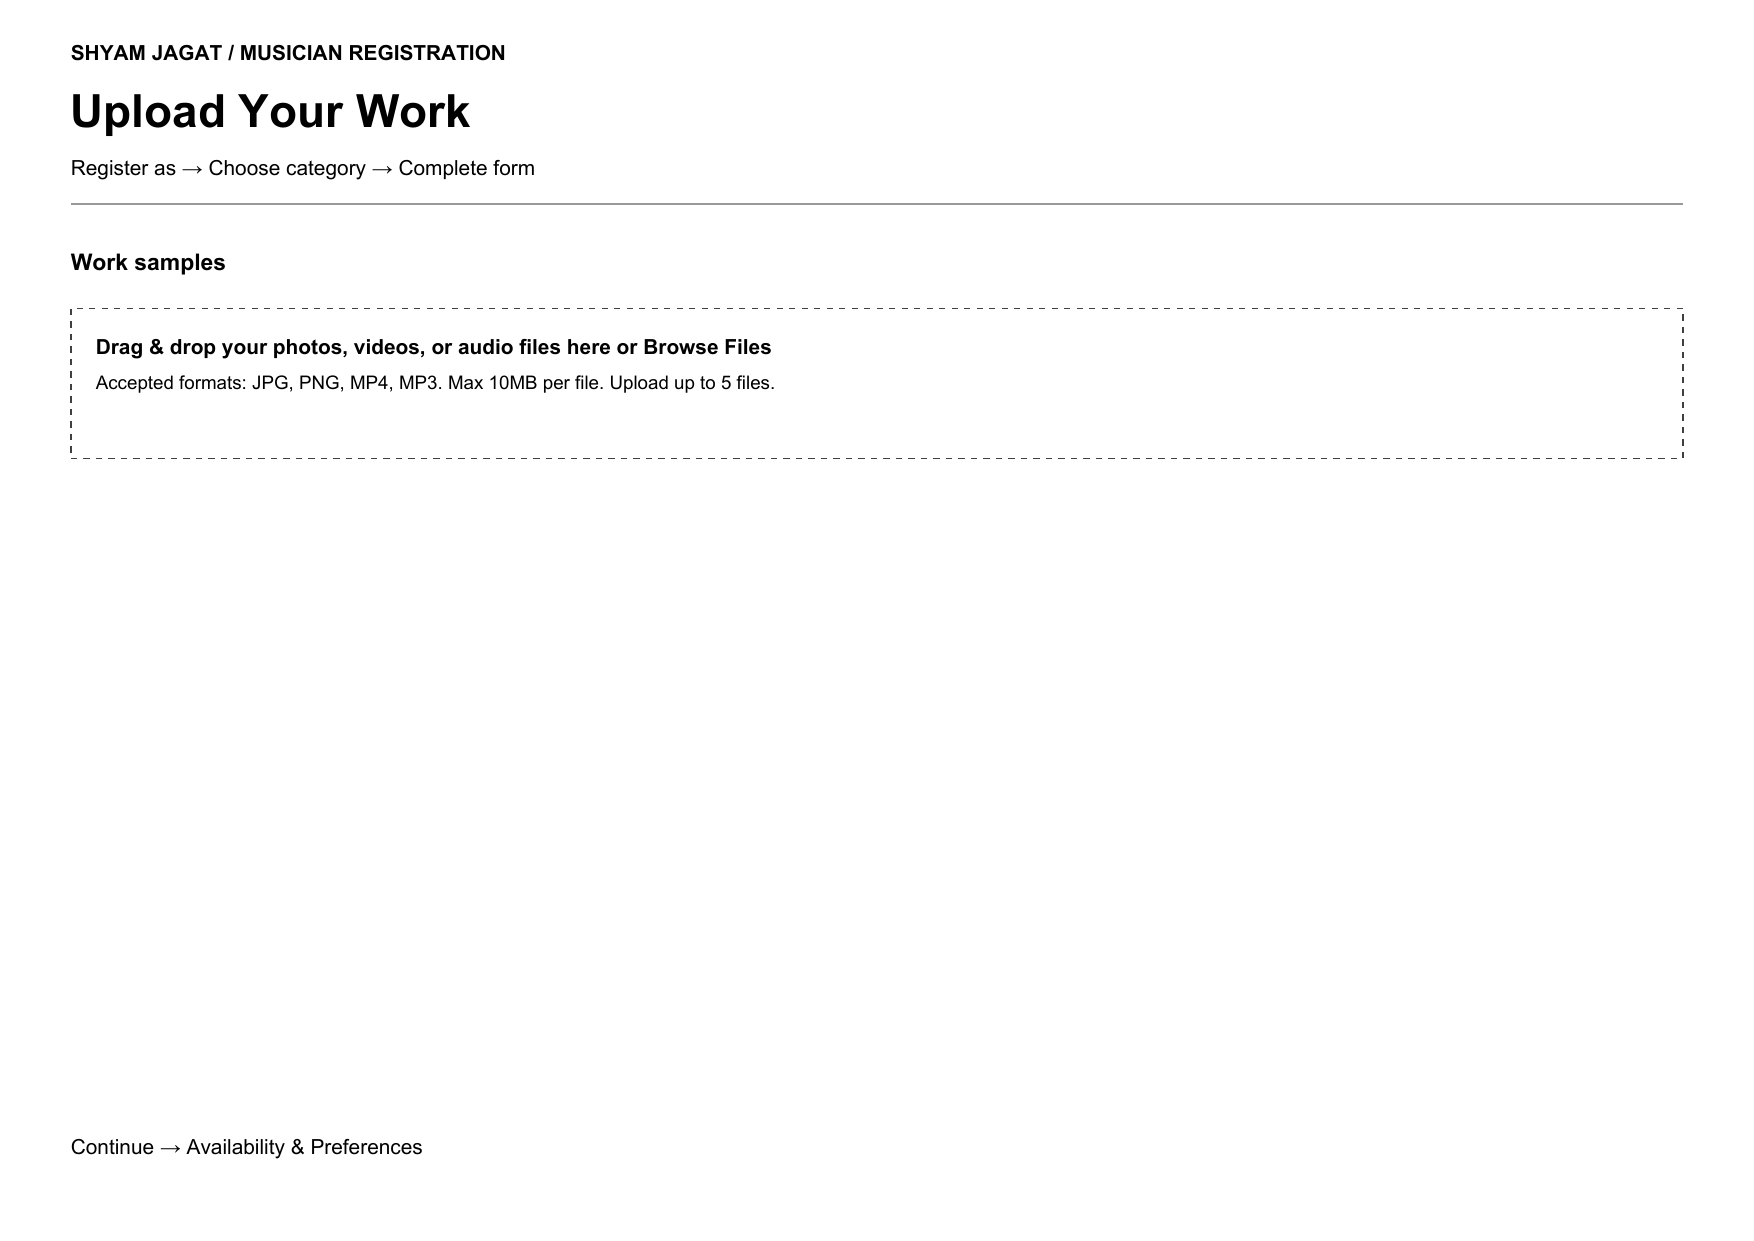 SHYAM JAGAT / MUSICIAN REGISTRATION
Upload Your Work
Register as → Choose category → Complete form
Work samples
Drag & drop your photos, videos, or audio files here or Browse Files
Accepted formats: JPG, PNG, MP4, MP3. Max 10MB per file. Upload up to 5 files.
Continue → Availability & Preferences